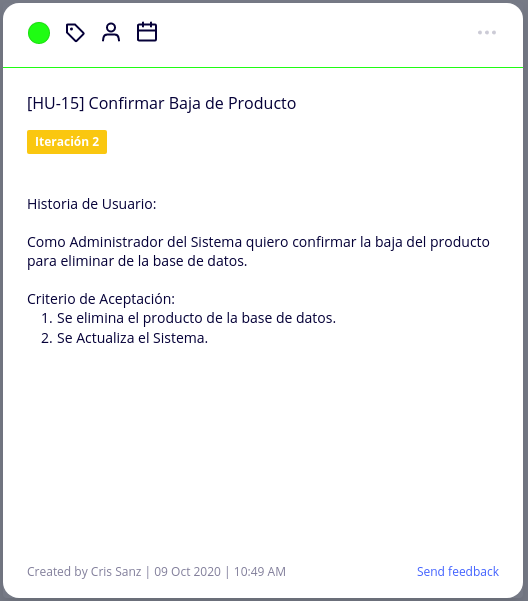 [HU-15] Confirmar Baja de Producto
Iteración 2
Historia de Usuario:
Como Administrador del Sistema quiero confirmar la baja del producto
para eliminar de la base de datos.
Criterio de Aceptación:
1. Se elimina el producto de la base de datos.
2. Se Actualiza el Sistema.
Created by Cris Sanz | 09 Oct 2020 | 10:49 AM
Send feedback